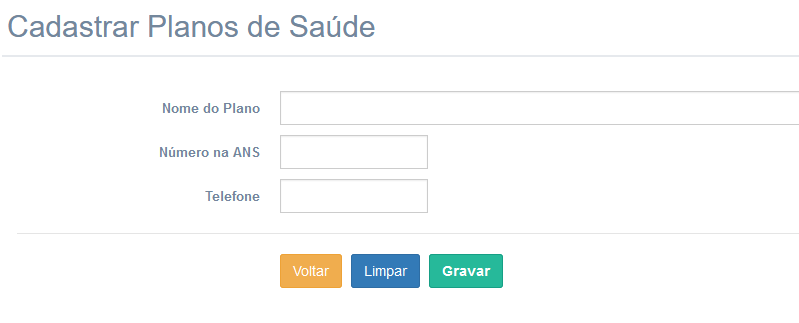 Cadastrar Planos de Saúde
Nome do Plano
Número na ANS
Telefone
Voltar Limpar Gravar